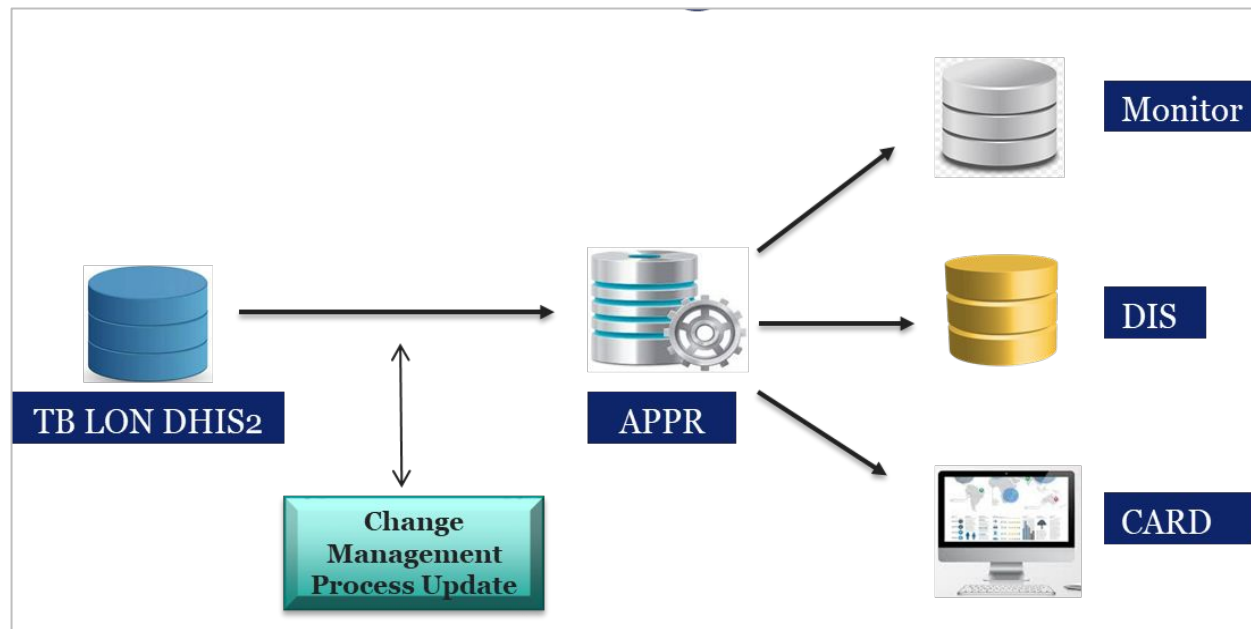 Monitor
DIS
TB LON DHIS2
APPR
Change
Management
Process Update
CARD